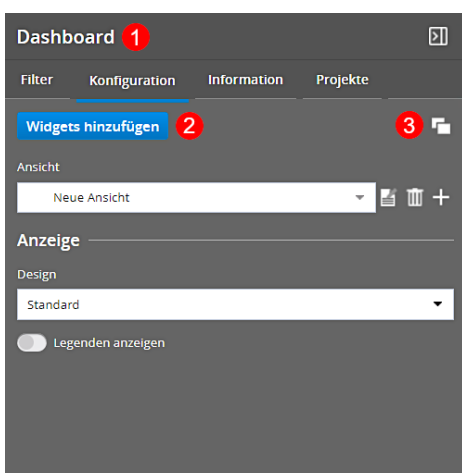 Dashboard 1
Filter Konfiguration Information Projekte
Widgets hinzufügen 2 3
Ansicht
Neue Ansicht
Anzeige
Design
Standard
Legenden anzeigen